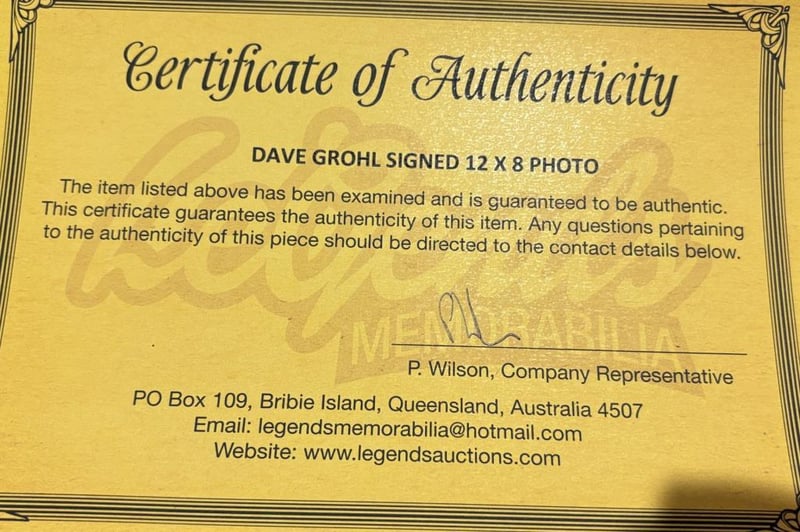 Certificate of Authenticity
DAVE GROHL SIGNED 12 X 8 PHOTO
The item listed above has been examined and is guaranteed to be authentic.
This certificate guarantees the authenticity of this item. Any questions pertaining
to the authenticity of this piece should be directed to the contact details below.
Legends
MEMORABILIA
P. Wilson, Company Representative
PO Box 109, Bribie Island, Queensland, Australia 4507
Email: legendsmemorabilia@hotmail.com
Website: www.legendsauctions.com